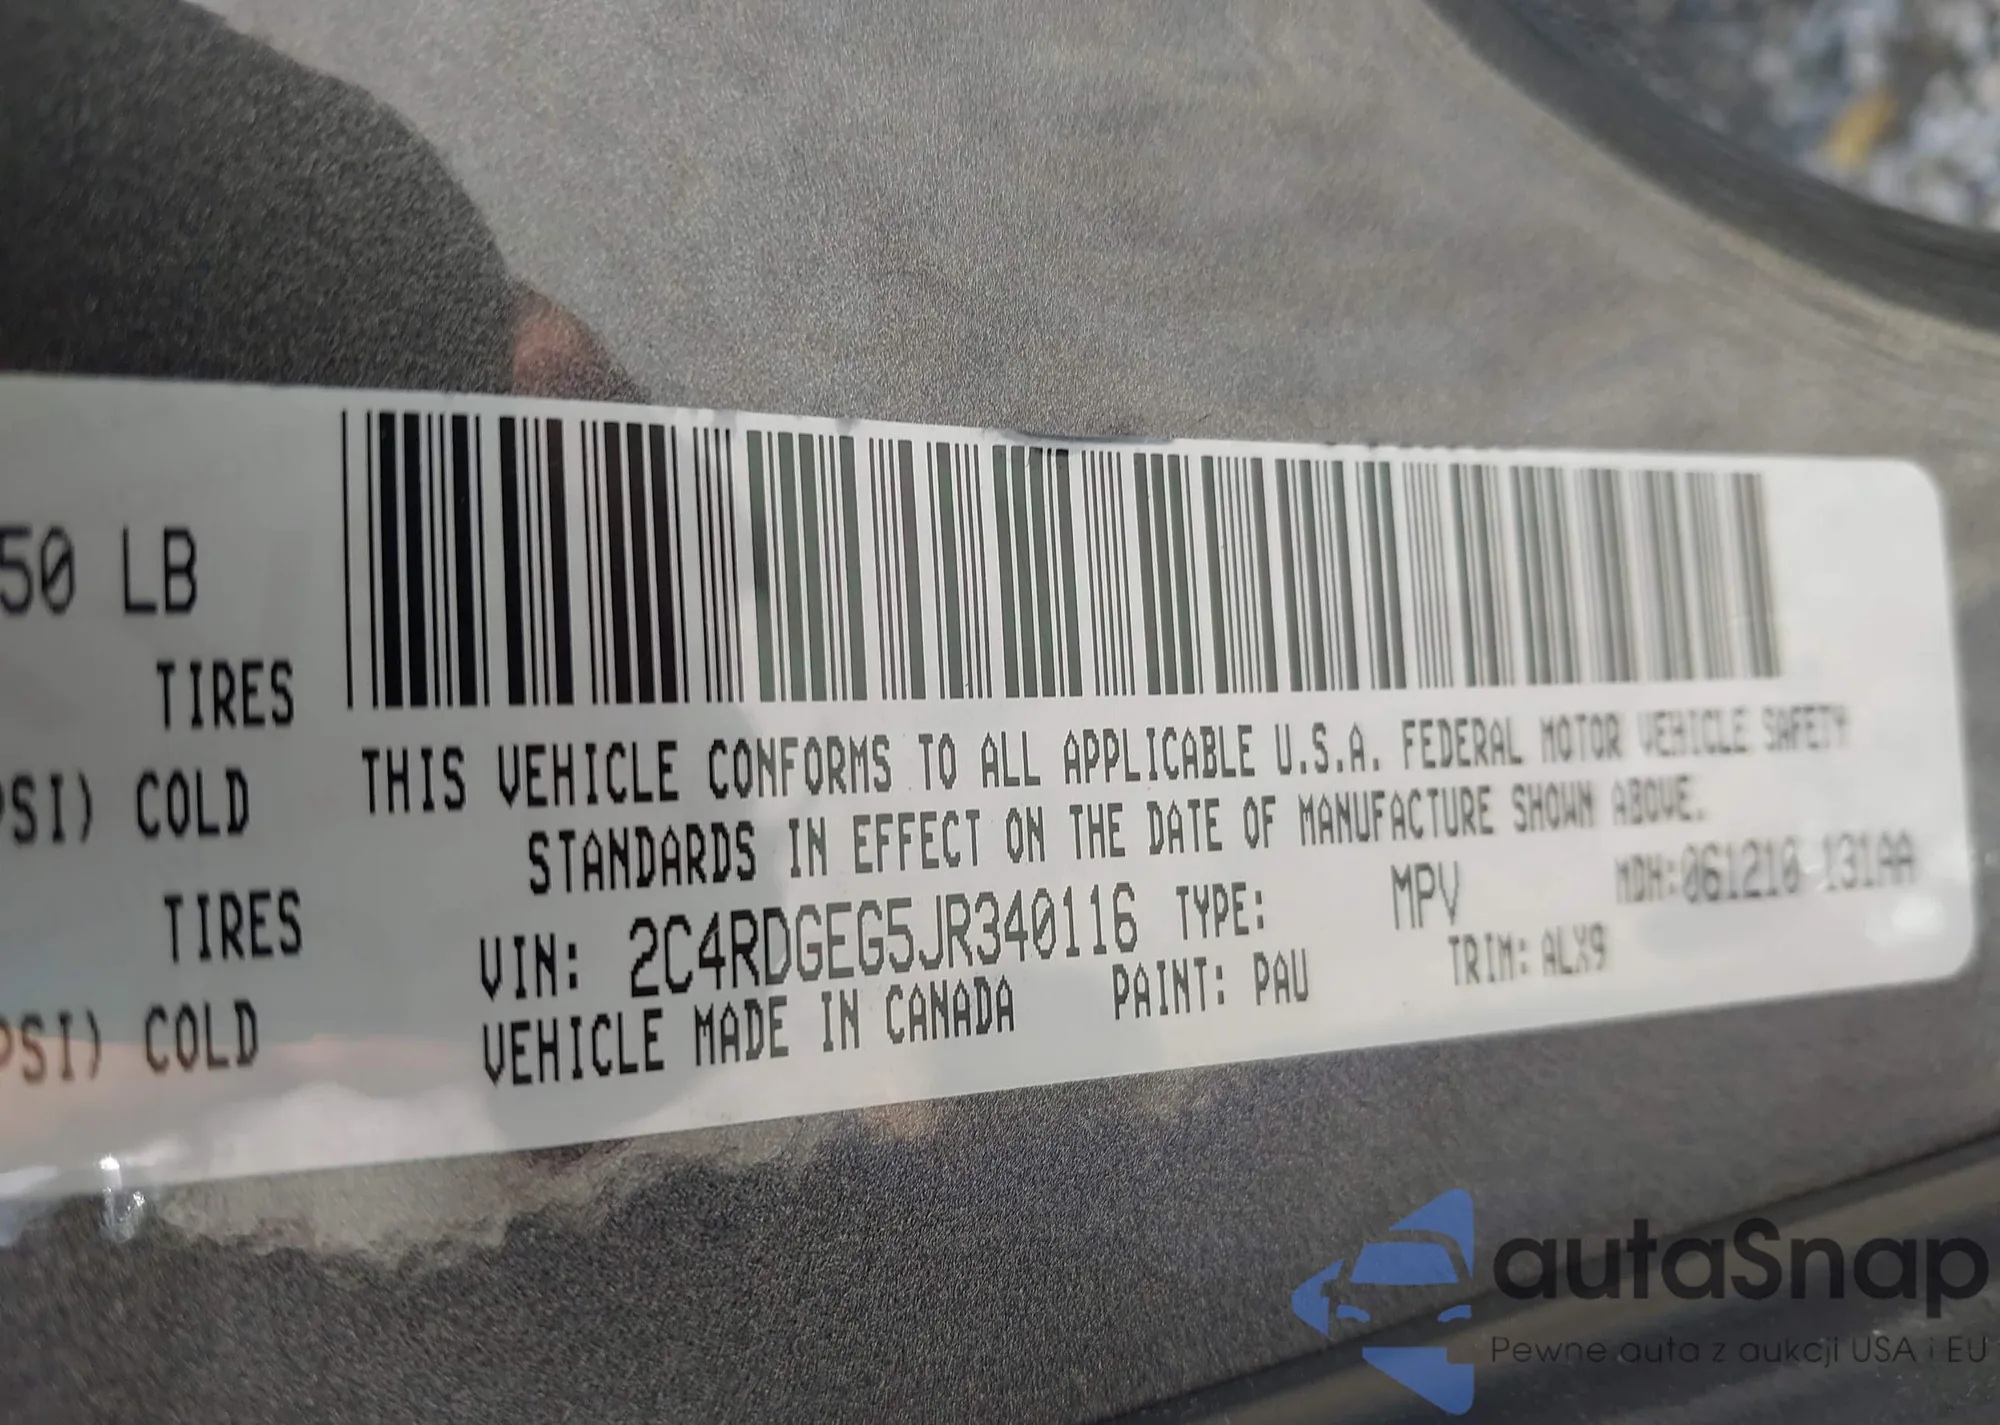 50 LB
TIRES
PSI) COLD
TIRES
PSI) COLD
THIS VEHICLE CONFORMS TO ALL APPLICABLE U.S.A. FEDERAL MOTOR VEHICLE SAFETY
STANDARDS IN EFFECT ON THE DATE OF MANUFACTURE SHOWN ABOVE.
VIN: 2C4RDGEG5JR340116 TYPE: MPV MDH:061210 131AA
VEHICLE MADE IN CANADA PAINT: PAU TRIM: ALX9
autaSnap
Pewne auta z aukcji USA i EU